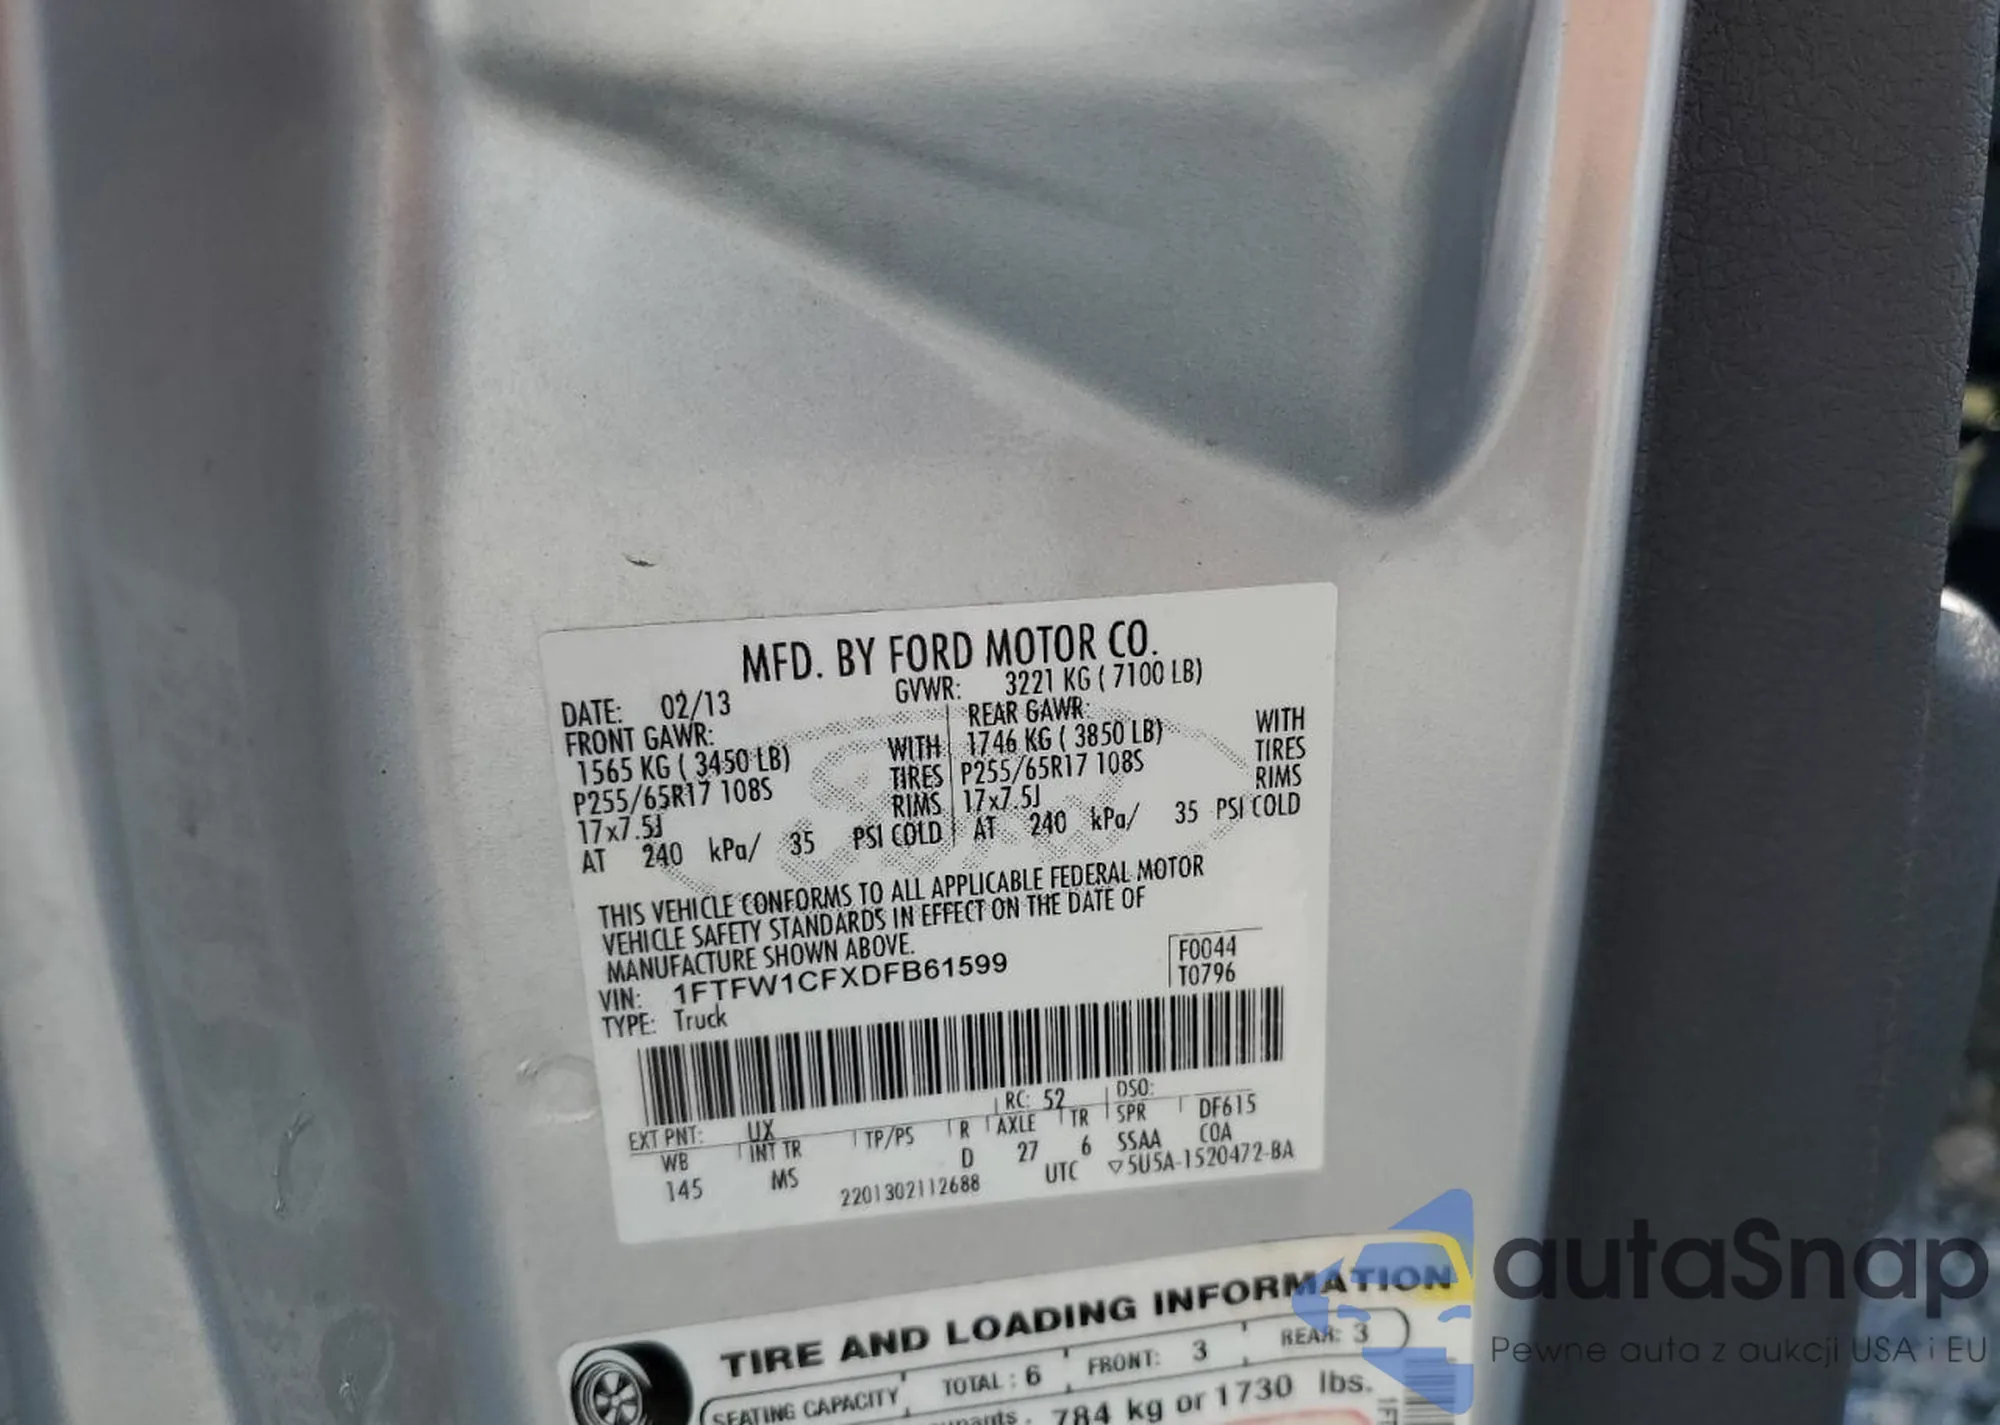 MFD. BY FORD MOTOR CO.
DATE: 02/13 GVWR: 3221 KG ( 7100 LB)
FRONT GAWR: REAR GAWR:
1565 KG ( 3450 LB) WITH 1746 KG ( 3850 LB) WITH
P255/65R17 108S TIRES P255/65R17 108S TIRES
17x7.5J RIMS 17x7.5J RIMS
AT 240 kPa/ 35 PSI COLD AT 240 kPa/ 35 PSI COLD
THIS VEHICLE CONFORMS TO ALL APPLICABLE FEDERAL MOTOR
VEHICLE SAFETY STANDARDS IN EFFECT ON THE DATE OF
MANUFACTURE SHOWN ABOVE.
VIN: 1FTFW1CFXDFB61599 F0044
TYPE: Truck T0796
EXT PNT: UX RC: 52 DSO:
WB INT TR TP/PS R AXLE TR SPR DF615
145 MS D 27 6 SSAA COA
2201302112688 UTC ▽5U5A-1520472-BA
TIRE AND LOADING INFORMATION
SEATING CAPACITY TOTAL : 6 FRONT: 3 REAR: 3
784 kg or 1730 lbs.
autaSnap
Pewne auta z aukcji USA i EU